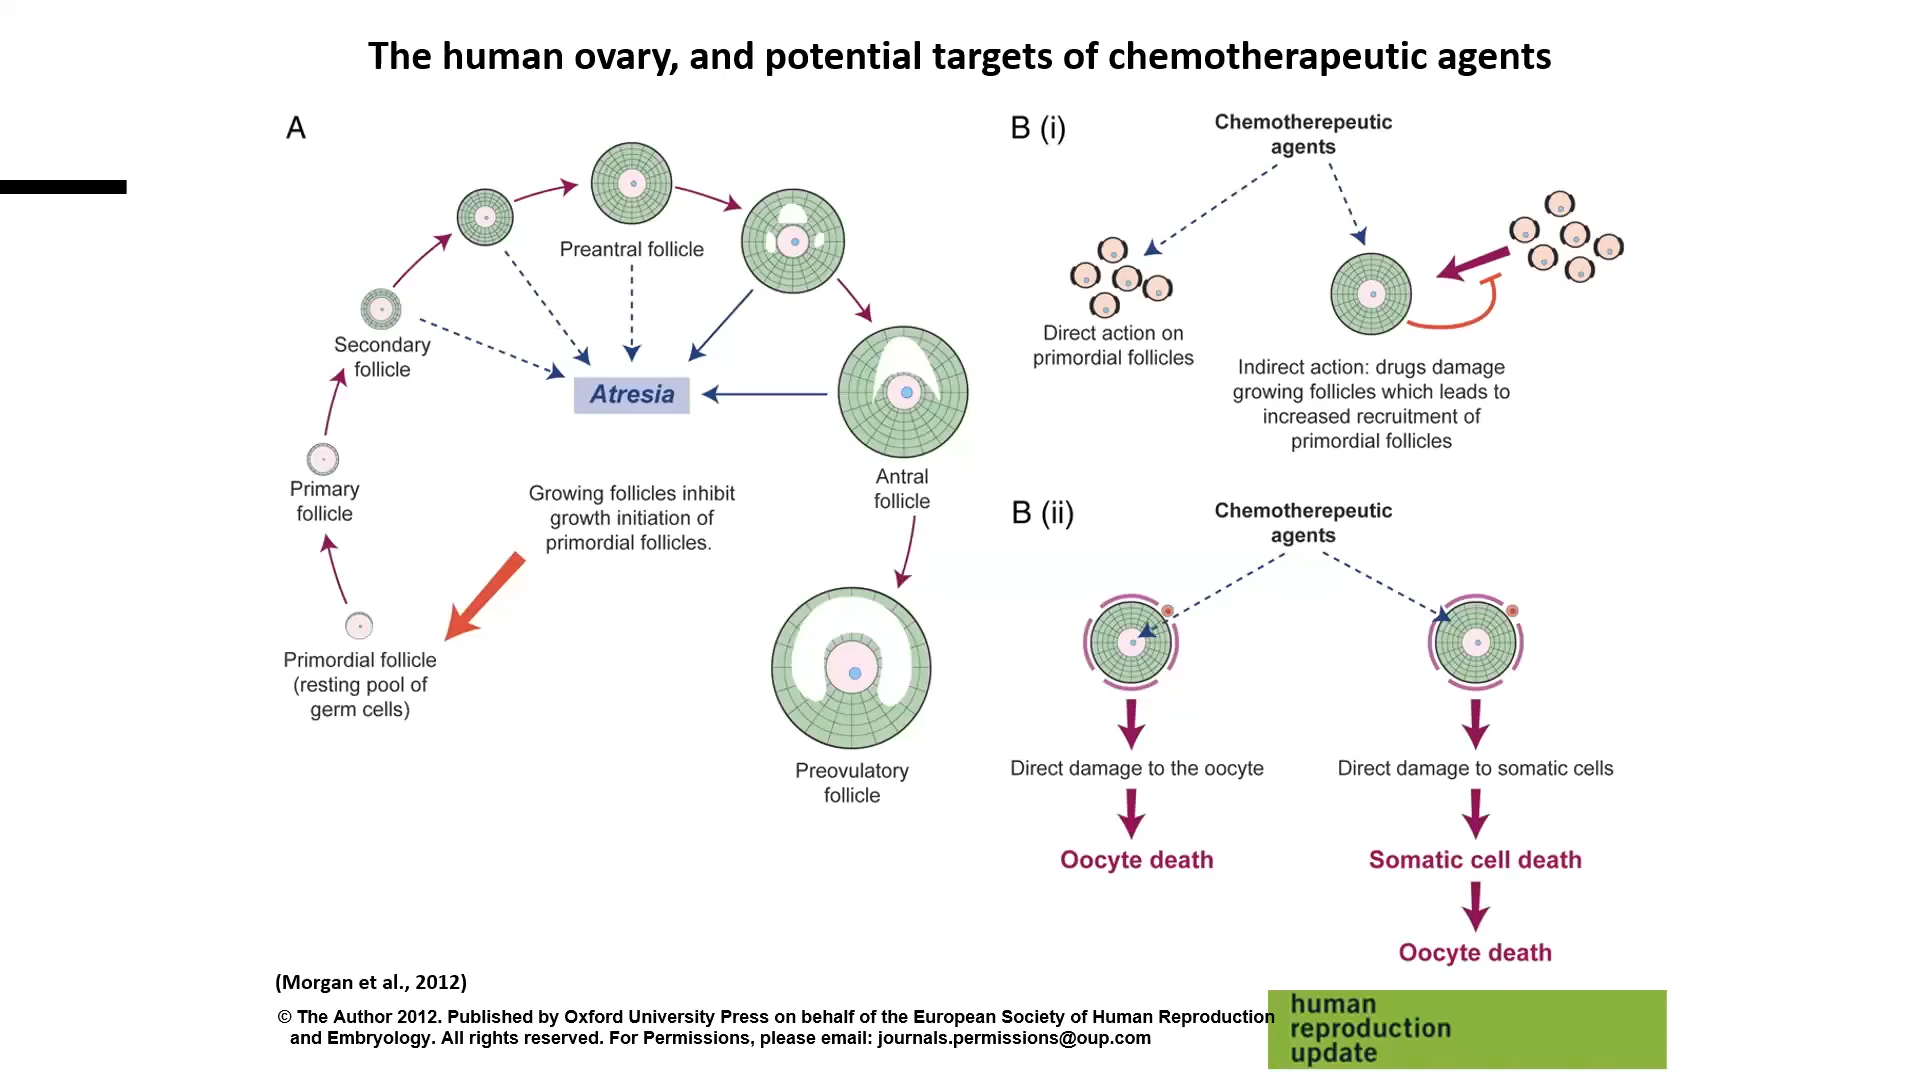 The human ovary, and potential targets of chemotherapeutic agents
A
Preantral follicle
Secondary
follicle
Atresia
Primary
follicle
Growing follicles inhibit
growth initiation of
primordial follicles.
Antral
follicle
Primordial follicle
(resting pool of
germ cells)
Preovulatory
follicle
B (i)
Chemotherepeutic
agents
Direct action on
primordial follicles
Indirect action: drugs damage
growing follicles which leads to
increased recruitment of
primordial follicles
B (ii)
Chemotherepeutic
agents
Direct damage to the oocyte
Oocyte death
Direct damage to somatic cells
Somatic cell death
Oocyte death
(Morgan et al., 2012)
© The Author 2012. Published by Oxford University Press on behalf of the European Society of Human Reproduction
and Embryology. All rights reserved. For Permissions, please email: journals.permissions@oup.com
human
reproduction
update